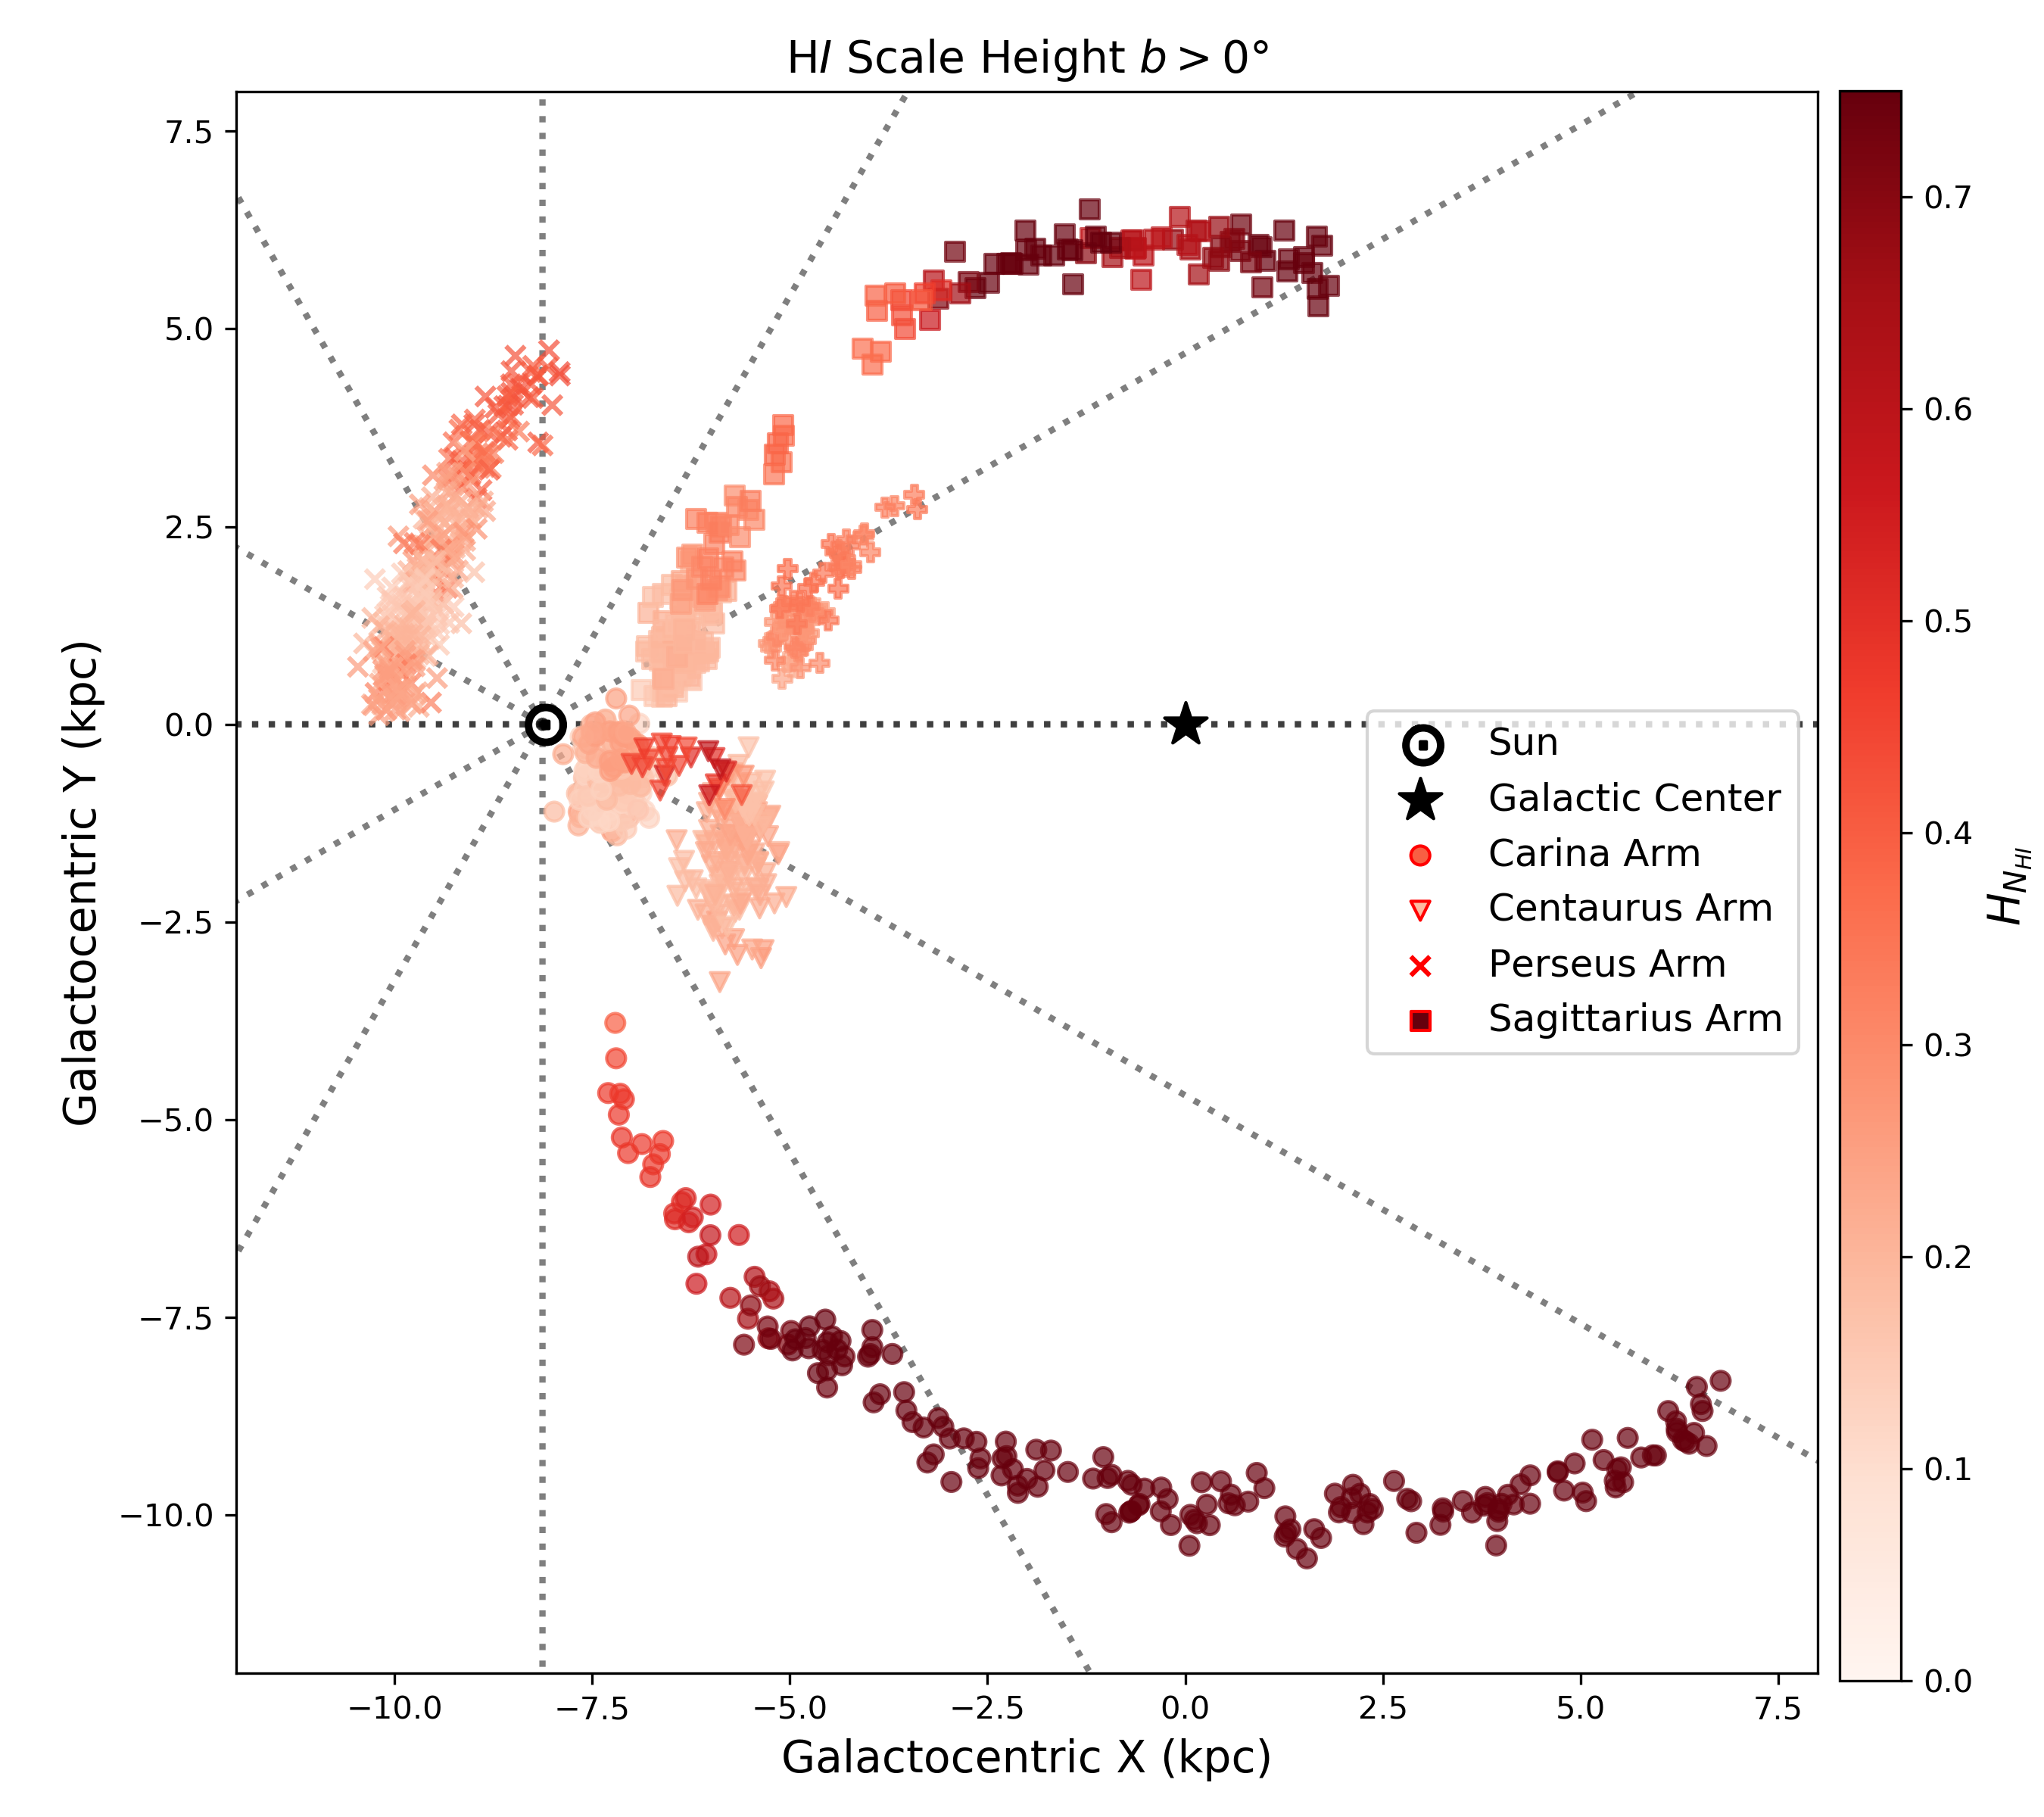 HI Scale Height b > 0°
Galactocentric Y (kpc)
7.5
5.0
2.5
0.0
−2.5
−5.0
−7.5
−10.0
−10.0 −7.5 −5.0 −2.5 0.0 2.5 5.0 7.5
Galactocentric X (kpc)
Sun
Galactic Center
Carina Arm
Centaurus Arm
Perseus Arm
Sagittarius Arm
0.7
0.6
0.5
0.4
0.3
0.2
0.1
0.0
H_{N_{HI}}